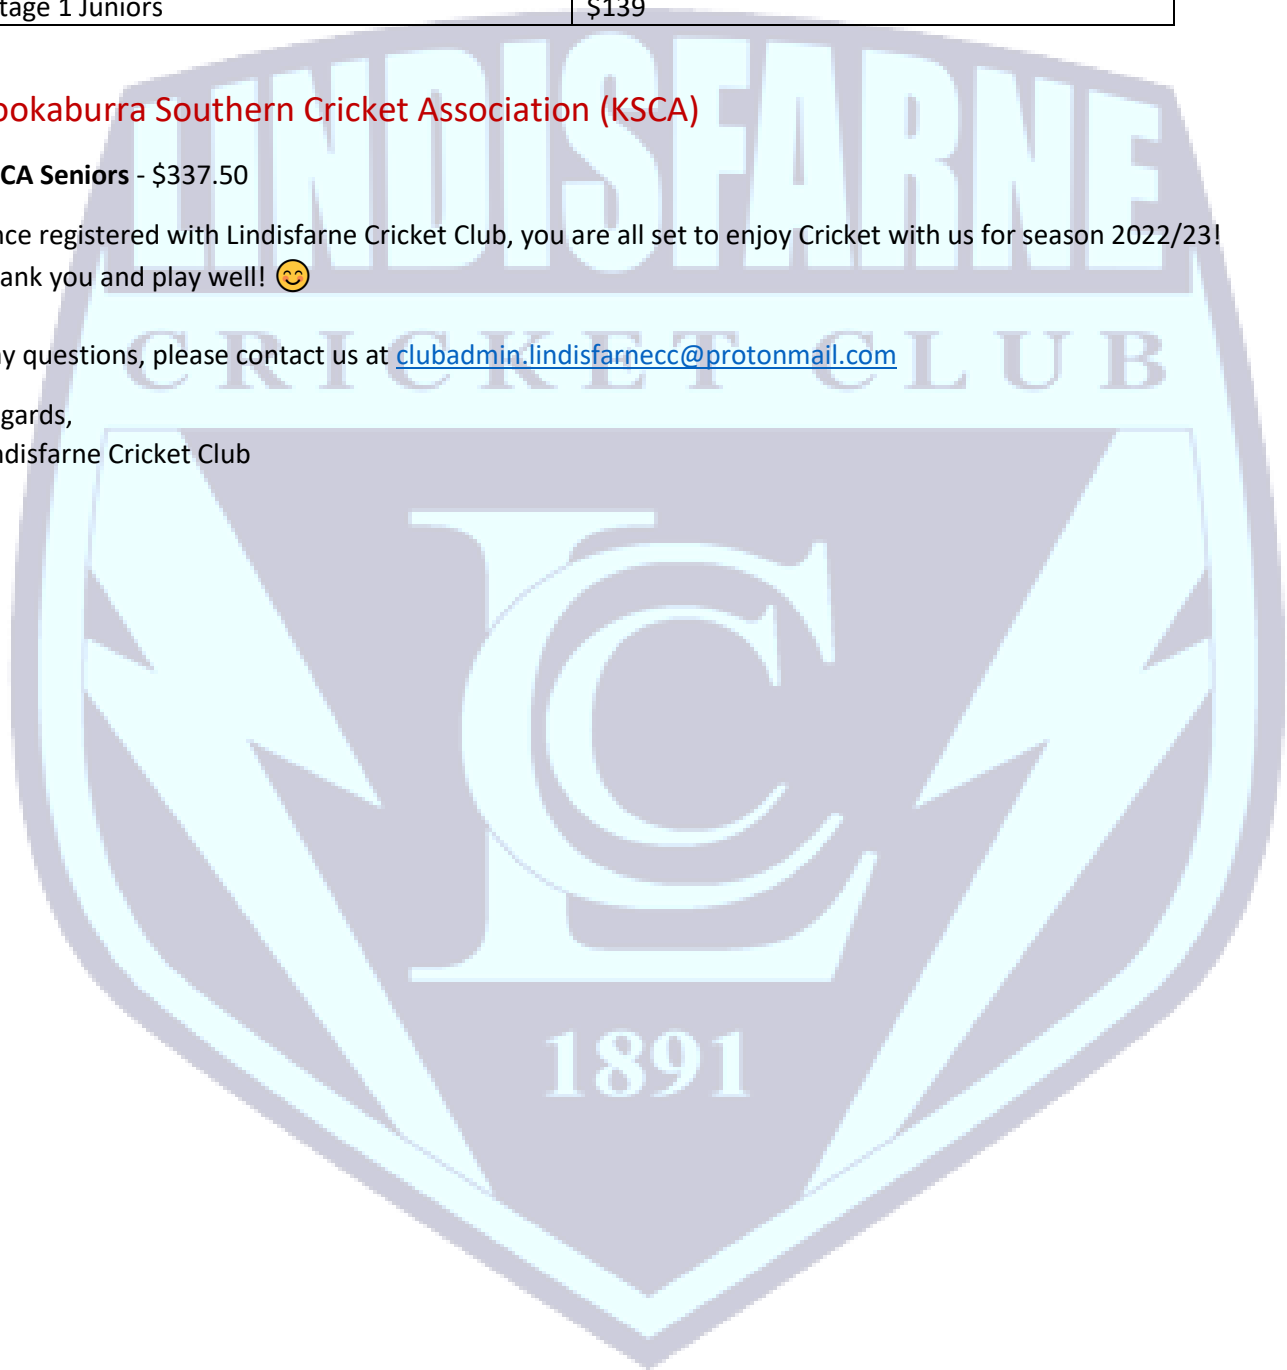 tage 1 Juniors $139
ookaburra Southern Cricket Association (KSCA)
CA Seniors - $337.50
nce registered with Lindisfarne Cricket Club, you are all set to enjoy Cricket with us for season 2022/23!
ank you and play well! 😊
y questions, please contact us at clubadmin.lindisfarnecc@protonmail.com
gards,
ndisfarne Cricket Club
LINDISFARNE
CRICKET CLUB
LCC
1891